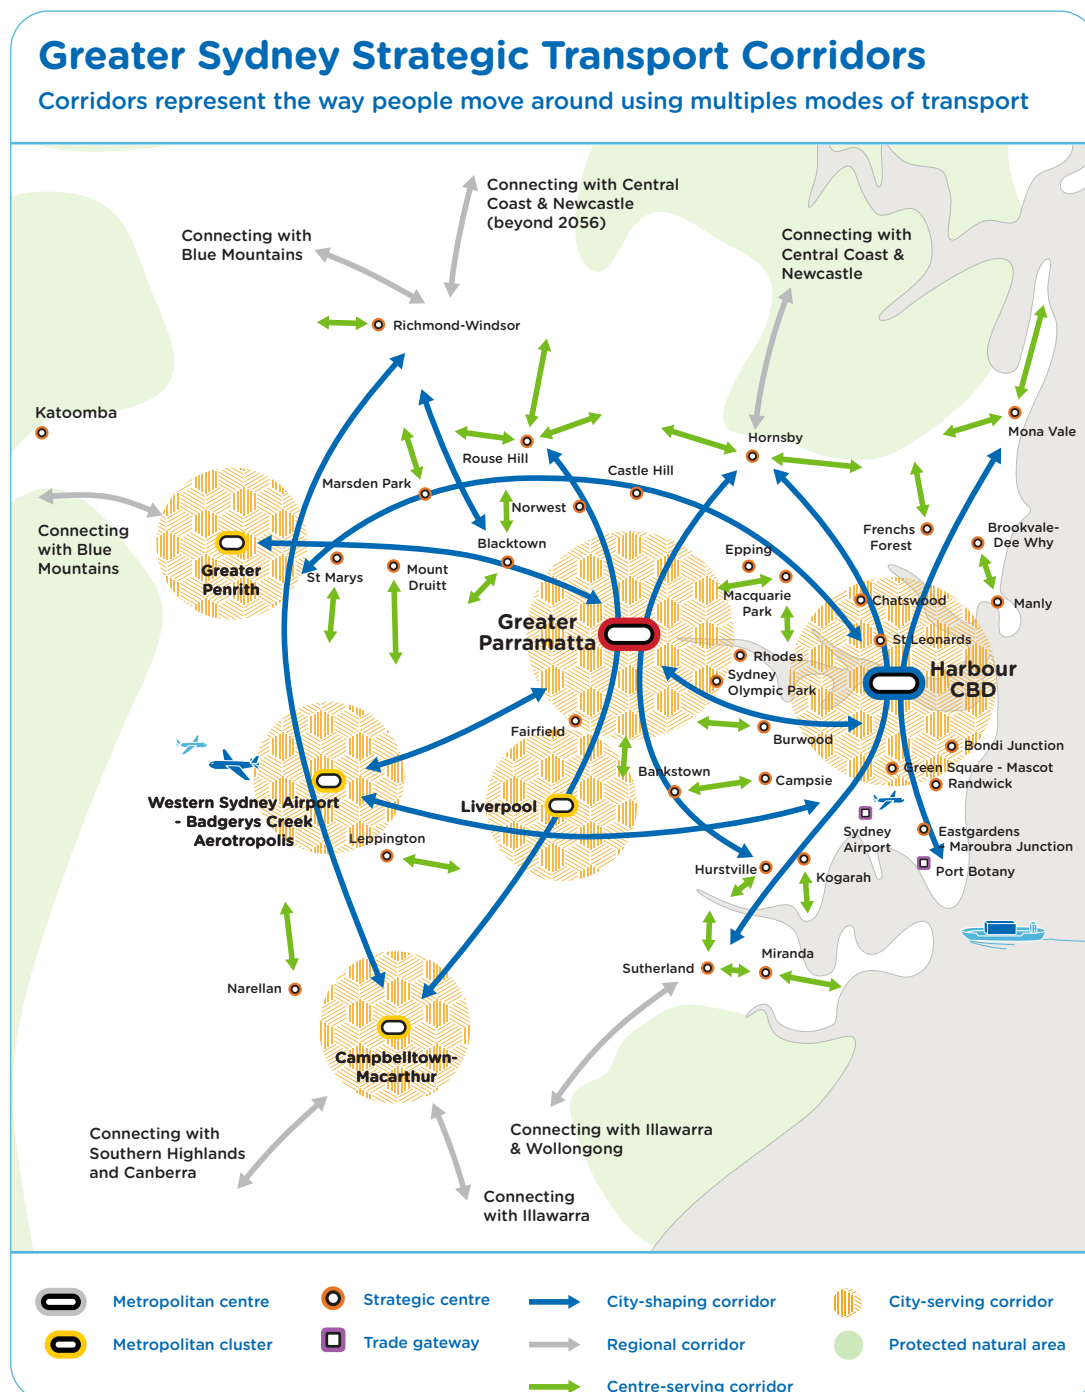 Greater Sydney Strategic Transport Corridors
Corridors represent the way people move around using multiples modes of transport
Connecting with Central
Coast & Newcastle
(beyond 2056)
Connecting with
Blue Mountains
Connecting with
Central Coast &
Newcastle
Richmond-Windsor
Katoomba
Mona Vale
Hornsby
Rouse Hill
Castle Hill
Marsden Park
Norwest
Connecting
with Blue
Mountains
Frenchs
Forest
Brookvale-
Dee Why
Blacktown
Epping
Greater
Penrith
St Marys
Mount
Druitt
Macquarie
Park
Chatswood
Manly
Greater
Parramatta
St Leonards
Rhodes
Harbour
CBD
Sydney
Olympic Park
Fairfield
Burwood
Bondi Junction
Bankstown
Campsie
Green Square - Mascot
Randwick
Western Sydney Airport
- Badgerys Creek
Aerotropolis
Liverpool
Leppington
Sydney
Airport
Eastgardens
- Maroubra Junction
Hurstville
Kogarah
Port Botany
Narellan
Sutherland
Miranda
Campbelltown-
Macarthur
Connecting with
Southern Highlands
and Canberra
Connecting with Illawarra
& Wollongong
Connecting
with Illawarra
Metropolitan centre
Strategic centre
City-shaping corridor
City-serving corridor
Metropolitan cluster
Trade gateway
Regional corridor
Protected natural area
Centre-serving corridor